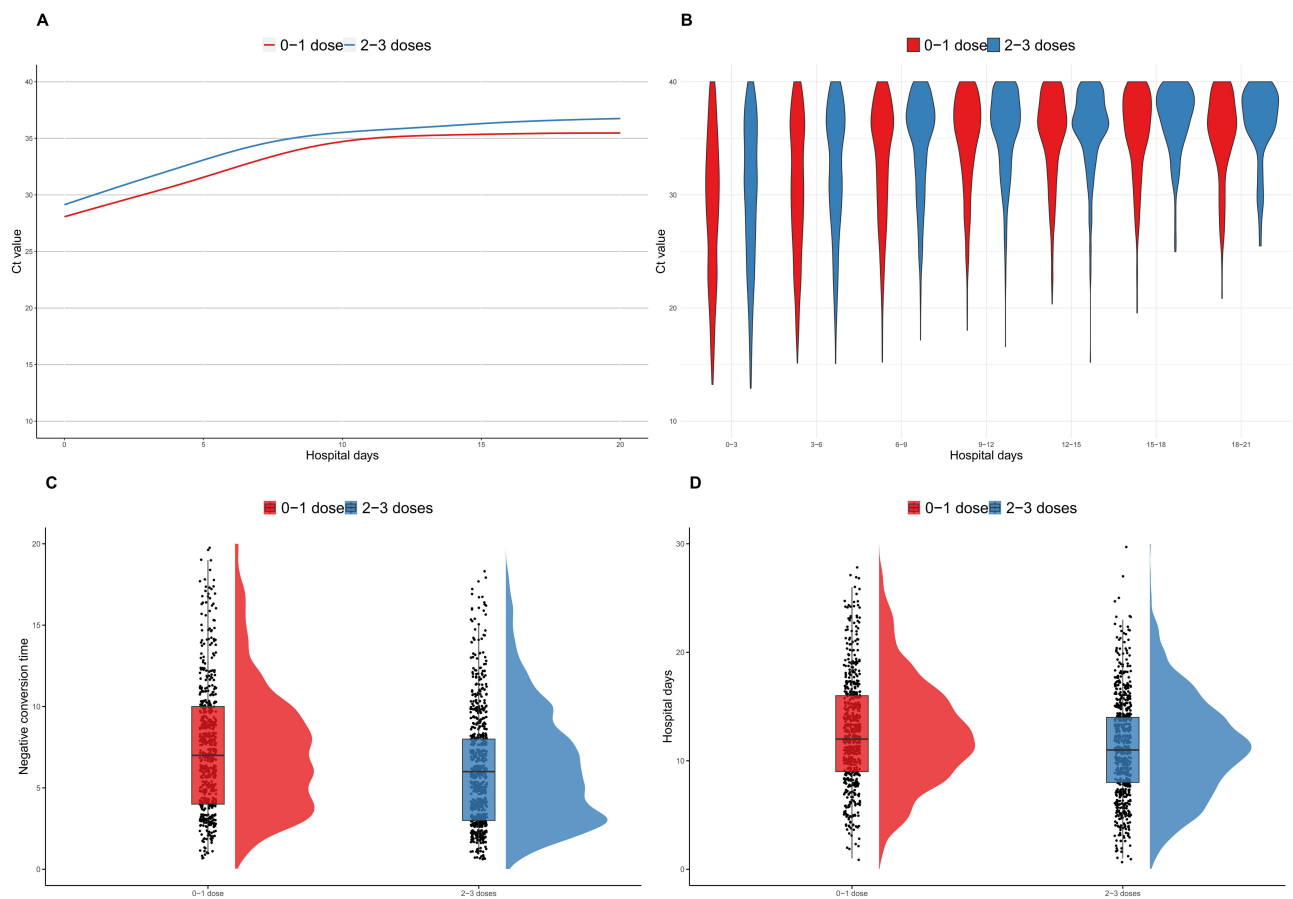 A
0−1 dose 2−3 doses
Ct value
40
35
30
25
20
15
10
0 5 10 15 20
Hospital days
B
0−1 dose 2−3 doses
Ct value
40
30
20
10
0−3 3−6 6−9 9−12 12−15 15−18 18−21
Hospital days
C
0−1 dose 2−3 doses
Negative conversion time
20
15
10
5
0
0−1 dose 2−3 doses
D
0−1 dose 2−3 doses
Hospital days
30
20
10
0
0−1 dose 2−3 doses